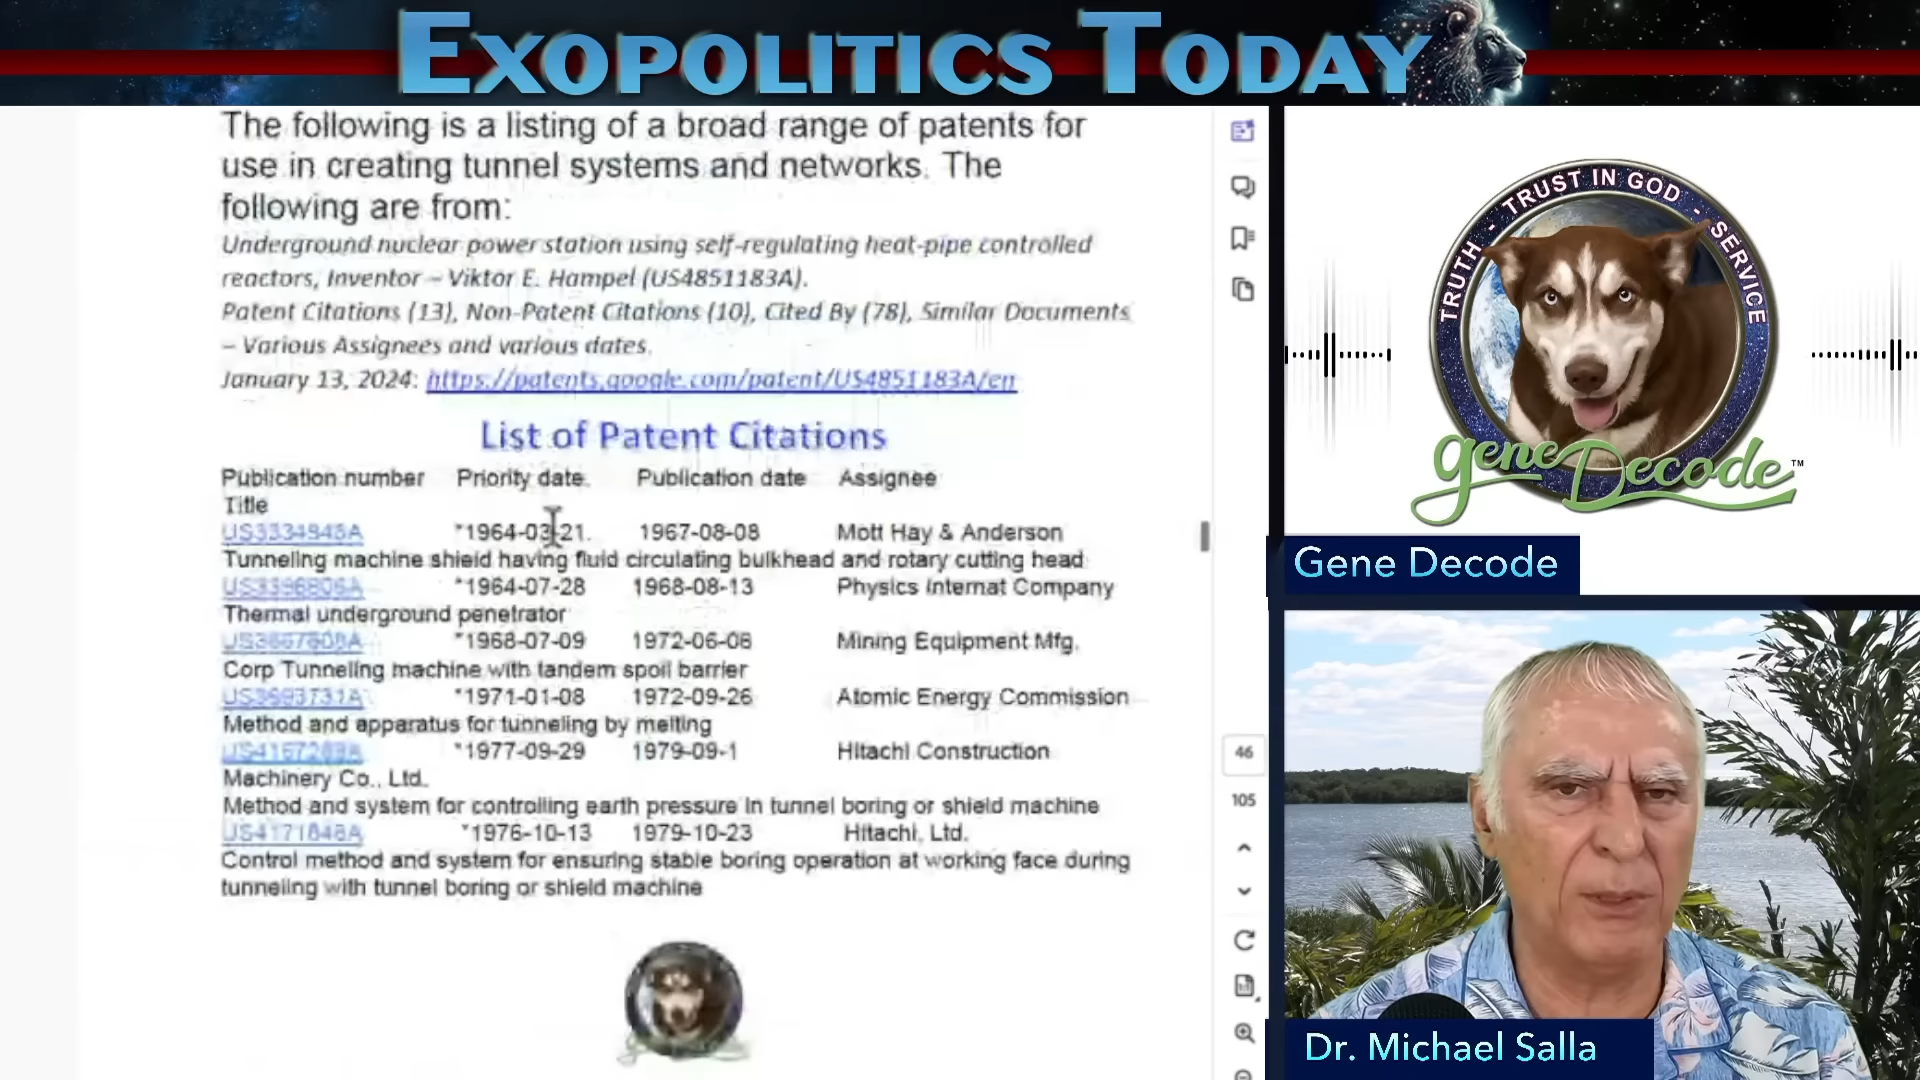 EXOPOLITICS TODAY
The following is a listing of a broad range of patents for
use in creating tunnel systems and networks. The
following are from:
Underground nuclear power station using self-regulating heat-pipe controlled
reactors, Inventor – Viktor E. Hampel (US4851183A).
Patent Citations (13), Non-Patent Citations (10), Cited By (78), Similar Documents
– Various Assignees and various dates.
January 13, 2024: https://patents.google.com/patent/US4851183A/en
List of Patent Citations
Publication number Priority date. Publication date Assignee
Title
*1964-03-21. 1967-08-08 Mott Hay & Anderson
Tunneling machine shield having fluid circulating bulkhead and rotary cutting head
US3396806A *1964-07-28 1968-08-13 Physics Internat Company
Thermal underground penetrator
*1968-07-09 1972-06-06 Mining Equipment Mfg.
Corp Tunneling machine with tandem spoil barrier
US3693731A *1971-01-08 1972-09-26 Atomic Energy Commission
Method and apparatus for tunneling by melting
US4167289A *1977-09-29 1979-09-1 Hitachi Construction
Machinery Co., Ltd.
Method and system for controlling earth pressure in tunnel boring or shield machine
US4171848A *1976-10-13 1979-10-23 Hitachi, Ltd.
Control method and system for ensuring stable boring operation at working face during
tunneling with tunnel boring or shield machine
46
105
TRUTH - TRUST IN GOD - SERVICE
gene Decode ™
Gene Decode
Dr. Michael Salla